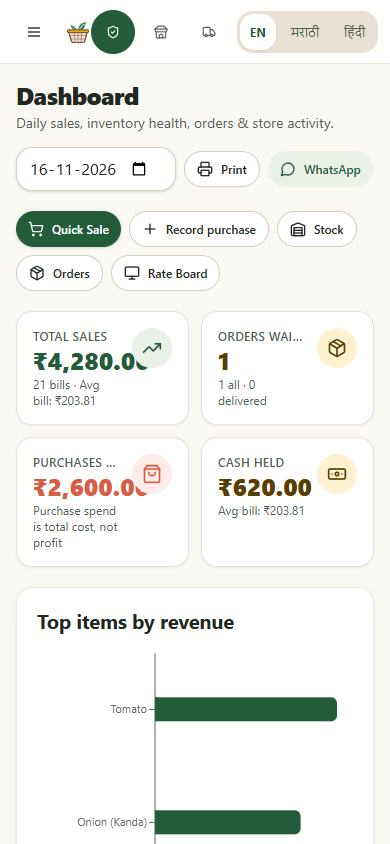 EN मराठी हिंदी
Dashboard
Daily sales, inventory health, orders & store activity.
16-11-2026 Print WhatsApp
Quick Sale Record purchase Stock
Orders Rate Board
TOTAL SALES
₹4,280.00
21 bills · Avg
bill: ₹203.81
ORDERS WAI...
1
1 all · 0
delivered
PURCHASES ...
₹2,600.00
Purchase spend
is total cost, not
profit
CASH HELD
₹620.00
Avg bill: ₹203.81
Top items by revenue
Tomato
Onion (Kanda)